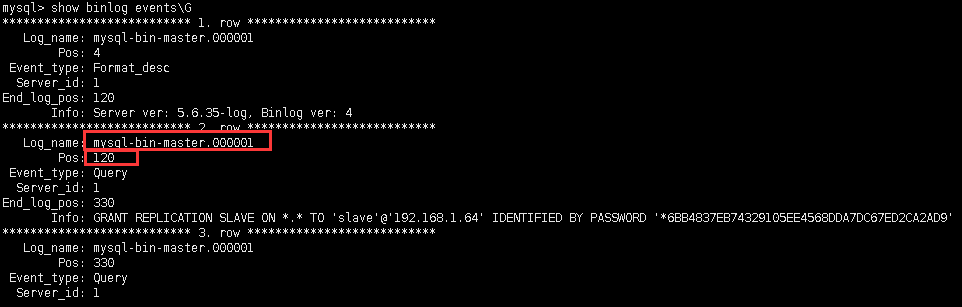 mysql> show binlog events\G
*************************** 1. row ***************************
Log_name: mysql-bin-master.000001
Pos: 4
Event_type: Format_desc
Server_id: 1
End_log_pos: 120
Info: Server ver: 5.6.35-log, Binlog ver: 4
*************************** 2. row ***************************
Log_name: mysql-bin-master.000001
Pos: 120
Event_type: Query
Server_id: 1
End_log_pos: 330
Info: GRANT REPLICATION SLAVE ON *.* TO 'slave'@'192.168.1.64' IDENTIFIED BY PASSWORD '*6BB4837EB74329105EE4568DDA7DC67ED2CA2AD9'
*************************** 3. row ***************************
Log_name: mysql-bin-master.000001
Pos: 330
Event_type: Query
Server_id: 1